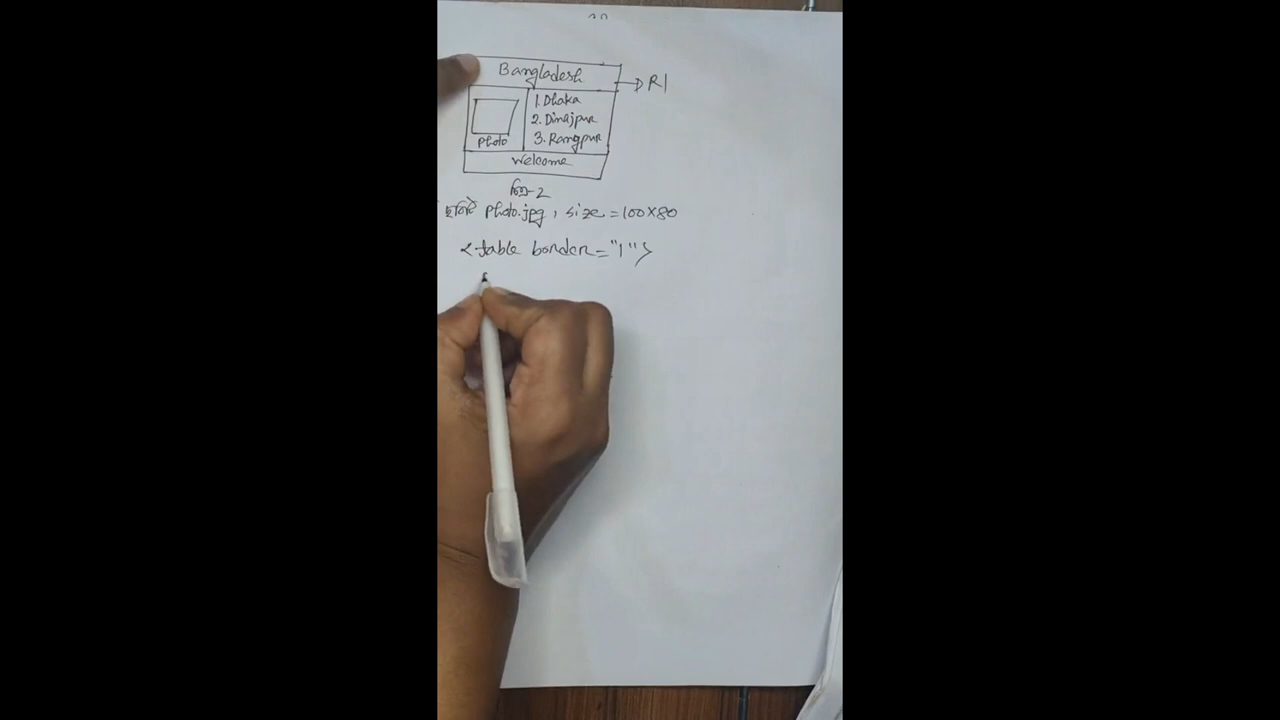 Bangladesh → R1
1. Dhaka
2. Dinajpur
3. Rangpur
Photo
Welcome
চিত্র-2
photo.jpg, size = 100×80
<table border="1">